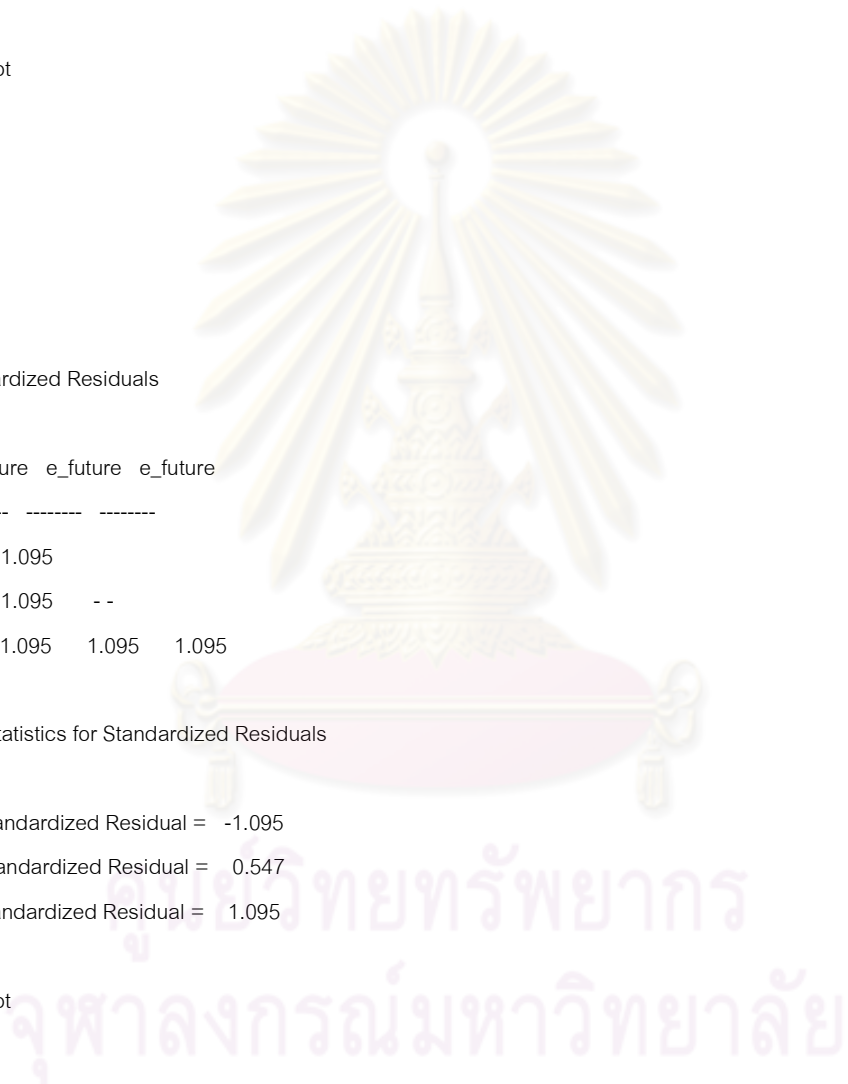 ot
rdized Residuals
ure e_future e_future
-- -------- --------
1.095
1.095 - -
1.095 1.095 1.095
tatistics for Standardized Residuals
andardized Residual = -1.095
andardized Residual = 0.547
andardized Residual = 1.095
ศูนย์วิทยทรัพยากร
ot
จุฬาลงกรณ์มหาวิทยาลัย